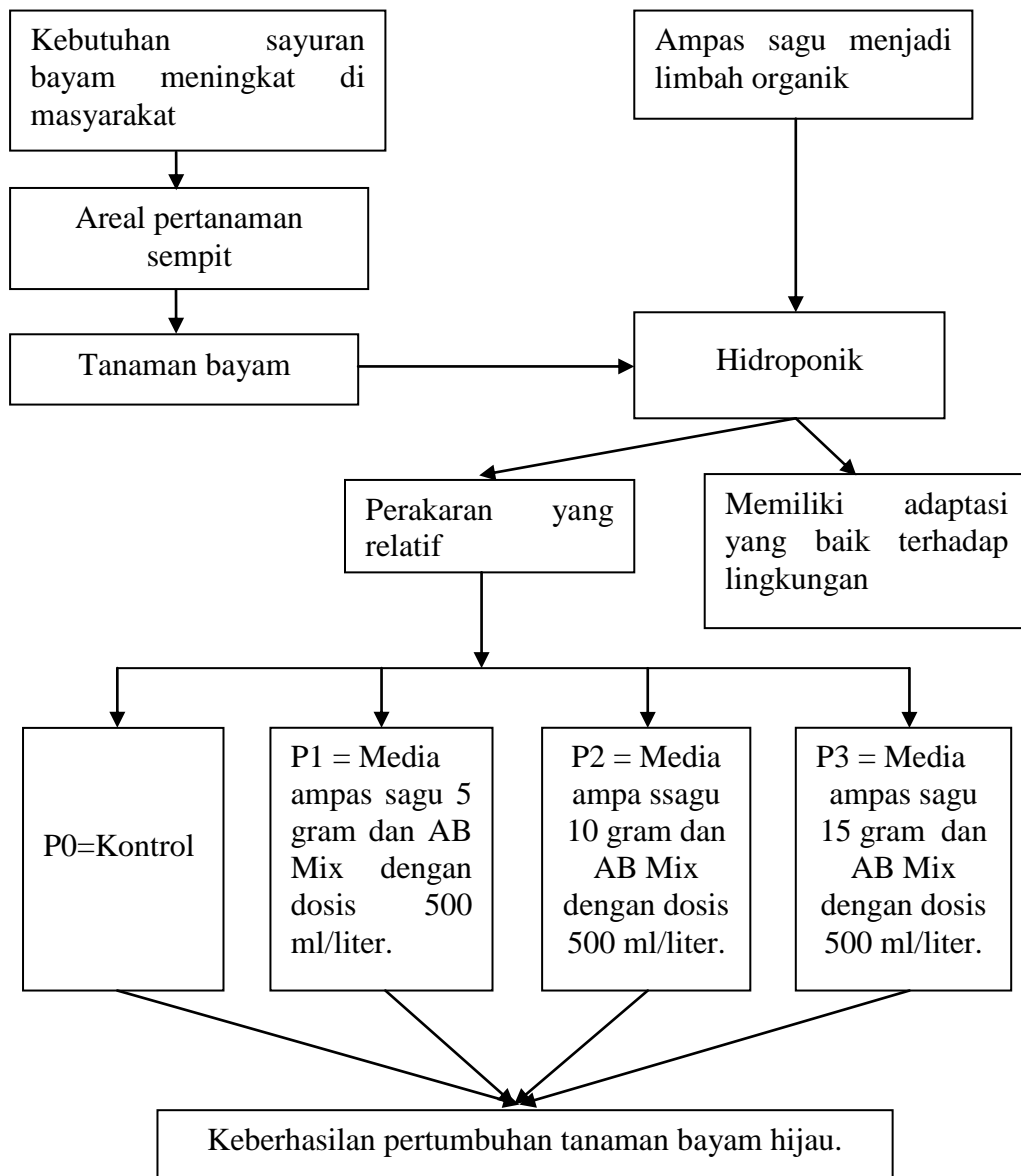 Kebutuhan sayuran
bayam meningkat di
masyarakat
Ampas sagu menjadi
limbah organik
Areal pertanaman
sempit
Tanaman bayam
Hidroponik
Perakaran yang
relatif
Memiliki adaptasi
yang baik terhadap
lingkungan
P0=Kontrol
P1 = Media
ampas sagu 5
gram dan AB
Mix dengan
dosis 500
ml/liter.
P2 = Media
ampa ssagu
10 gram dan
AB Mix
dengan dosis
500 ml/liter.
P3 = Media
ampas sagu
15 gram dan
AB Mix
dengan dosis
500 ml/liter.
Keberhasilan pertumbuhan tanaman bayam hijau.